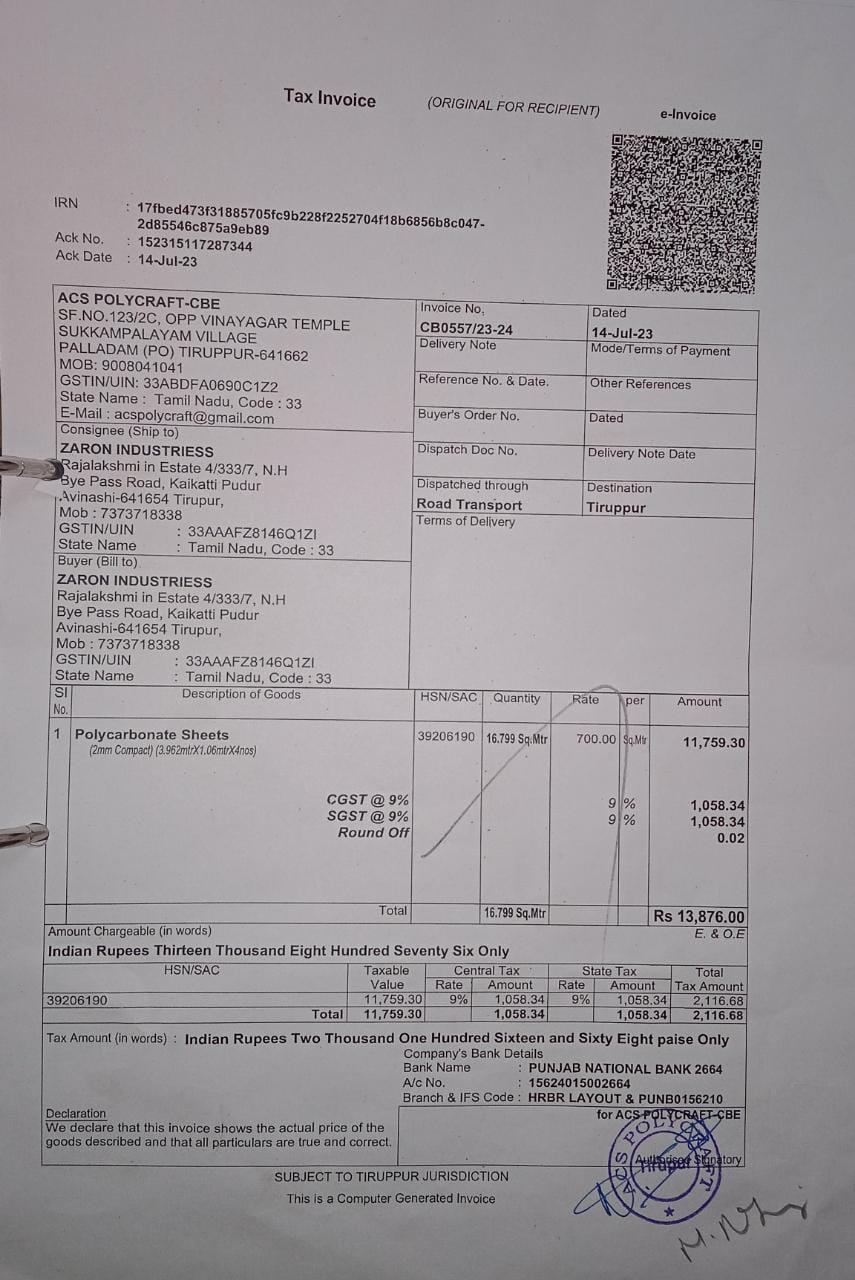 Tax Invoice
(ORIGINAL FOR RECIPIENT)
e-Invoice
IRN : 17fbed473f31885705fc9b228f2252704f18b6856b8c047-
2d85546c875a9eb89
Ack No. : 152315117287344
Ack Date : 14-Jul-23
ACS POLYCRAFT-CBE
SF.NO.123/2C, OPP VINAYAGAR TEMPLE
SUKKAMPALAYAM VILLAGE
PALLADAM (PO) TIRUPPUR-641662
MOB: 9008041041
GSTIN/UIN: 33ABDFA0690C1Z2
State Name : Tamil Nadu, Code : 33
E-Mail : acspolycraft@gmail.com
Invoice No.
CB0557/23-24
Dated
14-Jul-23
Delivery Note
Mode/Terms of Payment
Reference No. & Date.
Other References
Buyer's Order No.
Dated
Dispatch Doc No.
Delivery Note Date
Dispatched through
Road Transport
Destination
Tiruppur
Terms of Delivery
Consignee (Ship to)
ZARON INDUSTRIESS
Rajalakshmi in Estate 4/333/7, N.H
Bye Pass Road, Kaikatti Pudur
Avinashi-641654 Tirupur,
Mob : 7373718338
GSTIN/UIN : 33AAAFZ8146Q1ZI
State Name : Tamil Nadu, Code : 33
Buyer (Bill to)
ZARON INDUSTRIESS
Rajalakshmi in Estate 4/333/7, N.H
Bye Pass Road, Kaikatti Pudur
Avinashi-641654 Tirupur,
Mob : 7373718338
GSTIN/UIN : 33AAAFZ8146Q1ZI
State Name : Tamil Nadu, Code : 33
Sl No. Description of Goods HSN/SAC Quantity Rate per Amount
1 Polycarbonate Sheets 39206190 16.799 Sq.Mtr 700.00 Sq.Mtr 11,759.30
(2mm Compact) (3.962mtrX1.06mtrX4nos)
CGST @ 9% 9 % 1,058.34
SGST @ 9% 9 % 1,058.34
Round Off 0.02
Total 16.799 Sq.Mtr Rs 13,876.00
Amount Chargeable (in words) E. & O.E
Indian Rupees Thirteen Thousand Eight Hundred Seventy Six Only
HSN/SAC Taxable Value Central Tax State Tax Total Tax Amount
Rate Amount Rate Amount
39206190 11,759.30 9% 1,058.34 9% 1,058.34 2,116.68
Total 11,759.30 1,058.34 1,058.34 2,116.68
Tax Amount (in words) : Indian Rupees Two Thousand One Hundred Sixteen and Sixty Eight paise Only
Company's Bank Details
Bank Name : PUNJAB NATIONAL BANK 2664
A/c No. : 15624015002664
Branch & IFS Code : HRBR LAYOUT & PUNB0156210
Declaration
We declare that this invoice shows the actual price of the
goods described and that all particulars are true and correct.
for ACS POLYCRAFT-CBE
ACS POLYCRAFT
Tirupur
Authorised Signatory
SUBJECT TO TIRUPPUR JURISDICTION
This is a Computer Generated Invoice